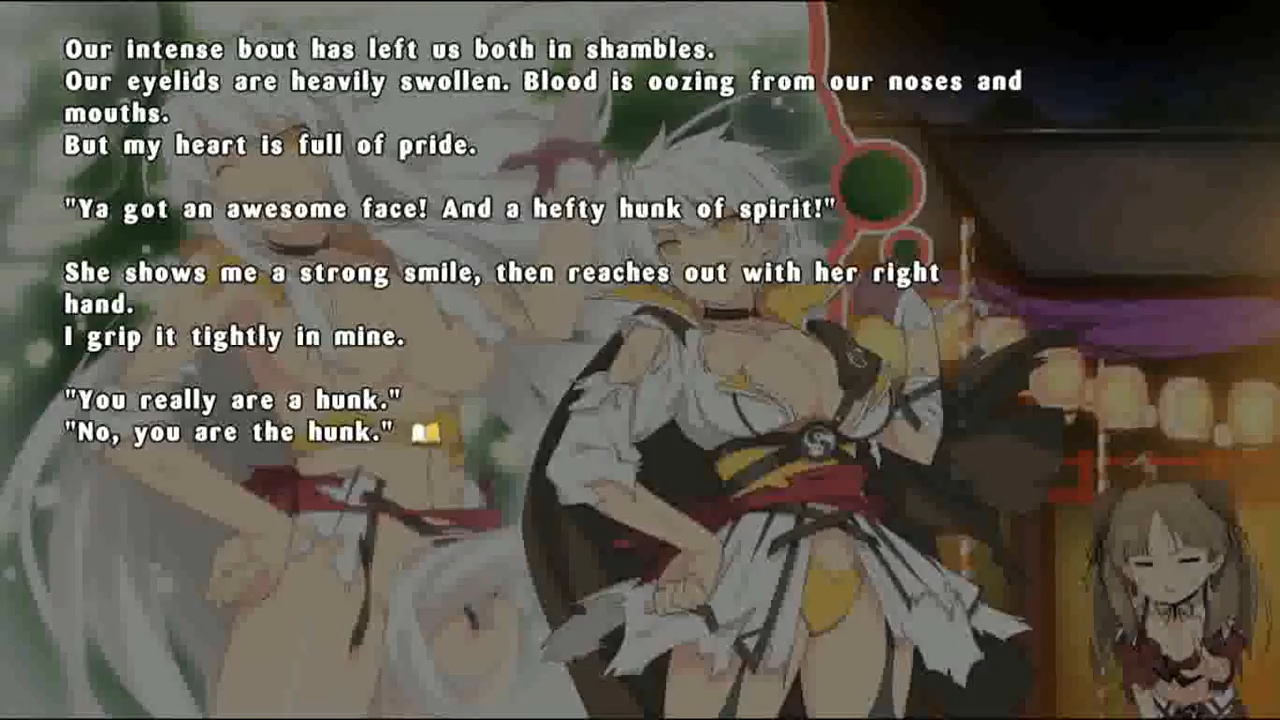 Our intense bout has left us both in shambles.
Our eyelids are heavily swollen. Blood is oozing from our noses and
mouths.
But my heart is full of pride.
"Ya got an awesome face! And a hefty hunk of spirit!"
She shows me a strong smile, then reaches out with her right
hand.
I grip it tightly in mine.
"You really are a hunk."
"No, you are the hunk."